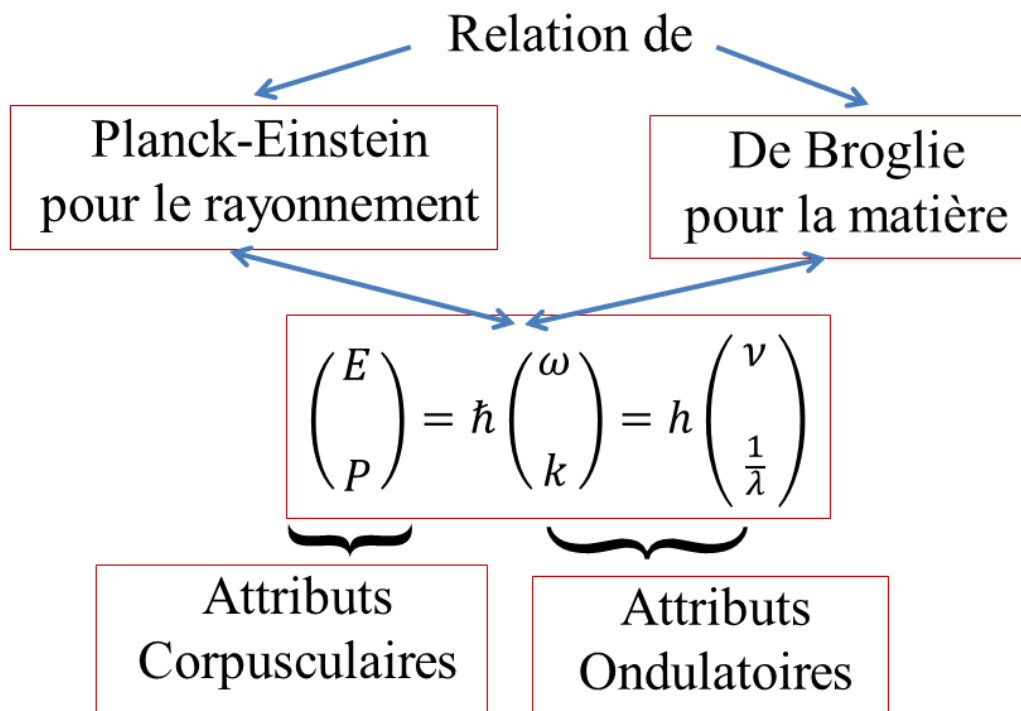 Relation de
Planck-Einstein
pour le rayonnement
De Broglie
pour la matière
(E P) = ħ (ω k) = h (ν 1/λ)
Attributs
Corpusculaires
Attributs
Ondulatoires